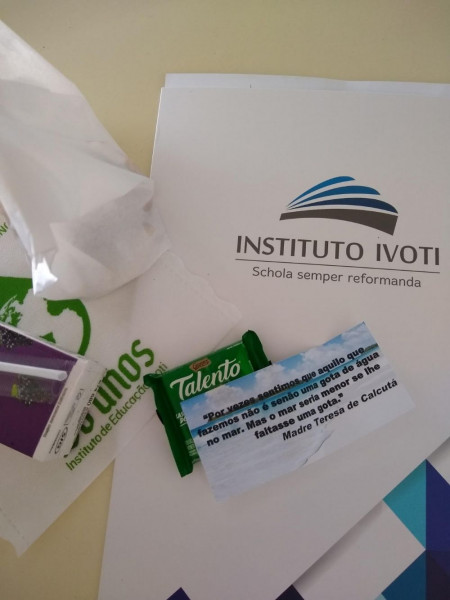 INSTITUTO IVOTI
Schola semper reformanda
Talento
"Por vezes sentimos que aquilo que
fazemos não é senão uma gota de água
no mar. Mas o mar seria menor se lhe
faltasse uma gota."
Madre Teresa de Calcutá
anos
Instituto de Educação